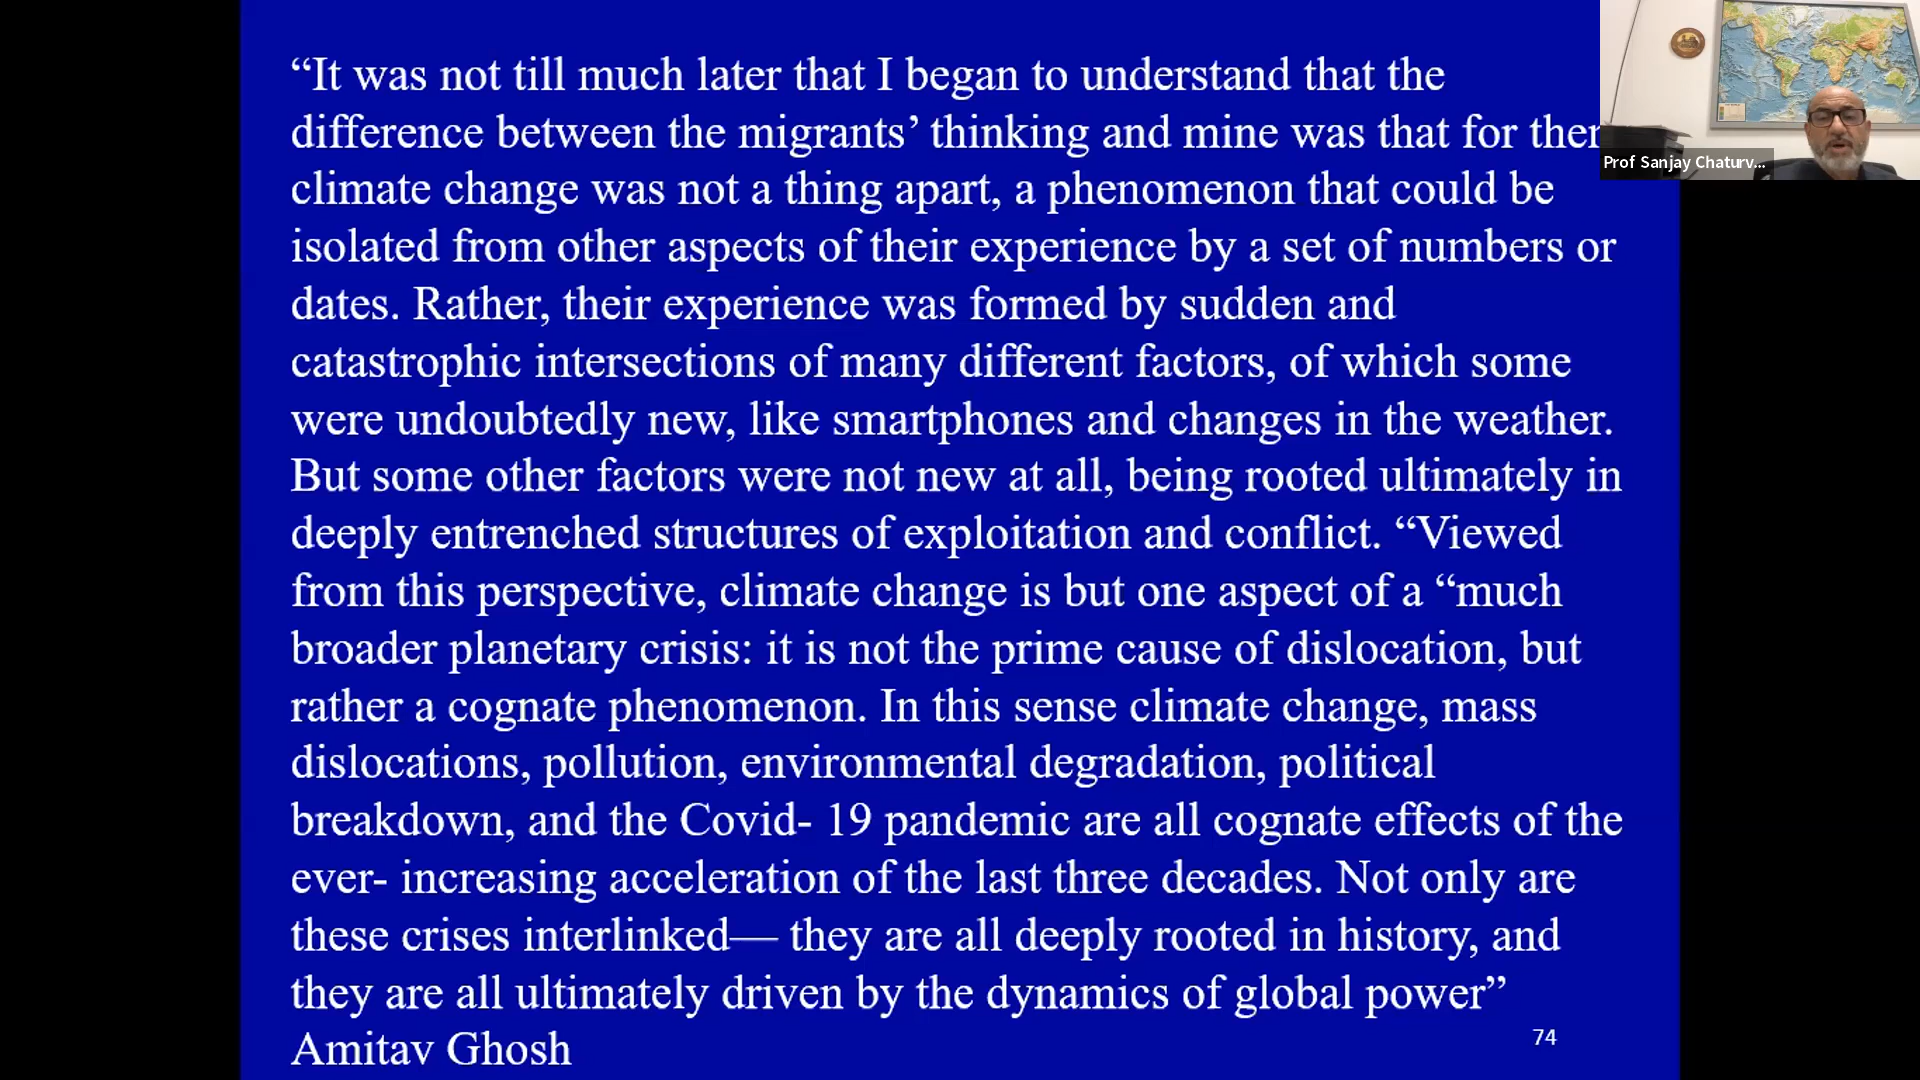 “It was not till much later that I began to understand that the
difference between the migrants’ thinking and mine was that for
climate change was not a thing apart, a phenomenon that could be
isolated from other aspects of their experience by a set of numbers or
dates. Rather, their experience was formed by sudden and
catastrophic intersections of many different factors, of which some
were undoubtedly new, like smartphones and changes in the weather.
But some other factors were not new at all, being rooted ultimately in
deeply entrenched structures of exploitation and conflict. “Viewed
from this perspective, climate change is but one aspect of a “much
broader planetary crisis: it is not the prime cause of dislocation, but
rather a cognate phenomenon. In this sense climate change, mass
dislocations, pollution, environmental degradation, political
breakdown, and the Covid- 19 pandemic are all cognate effects of the
ever- increasing acceleration of the last three decades. Not only are
these crises interlinked— they are all deeply rooted in history, and
they are all ultimately driven by the dynamics of global power”
Amitav Ghosh
74
Prof Sanjay Chaturv...